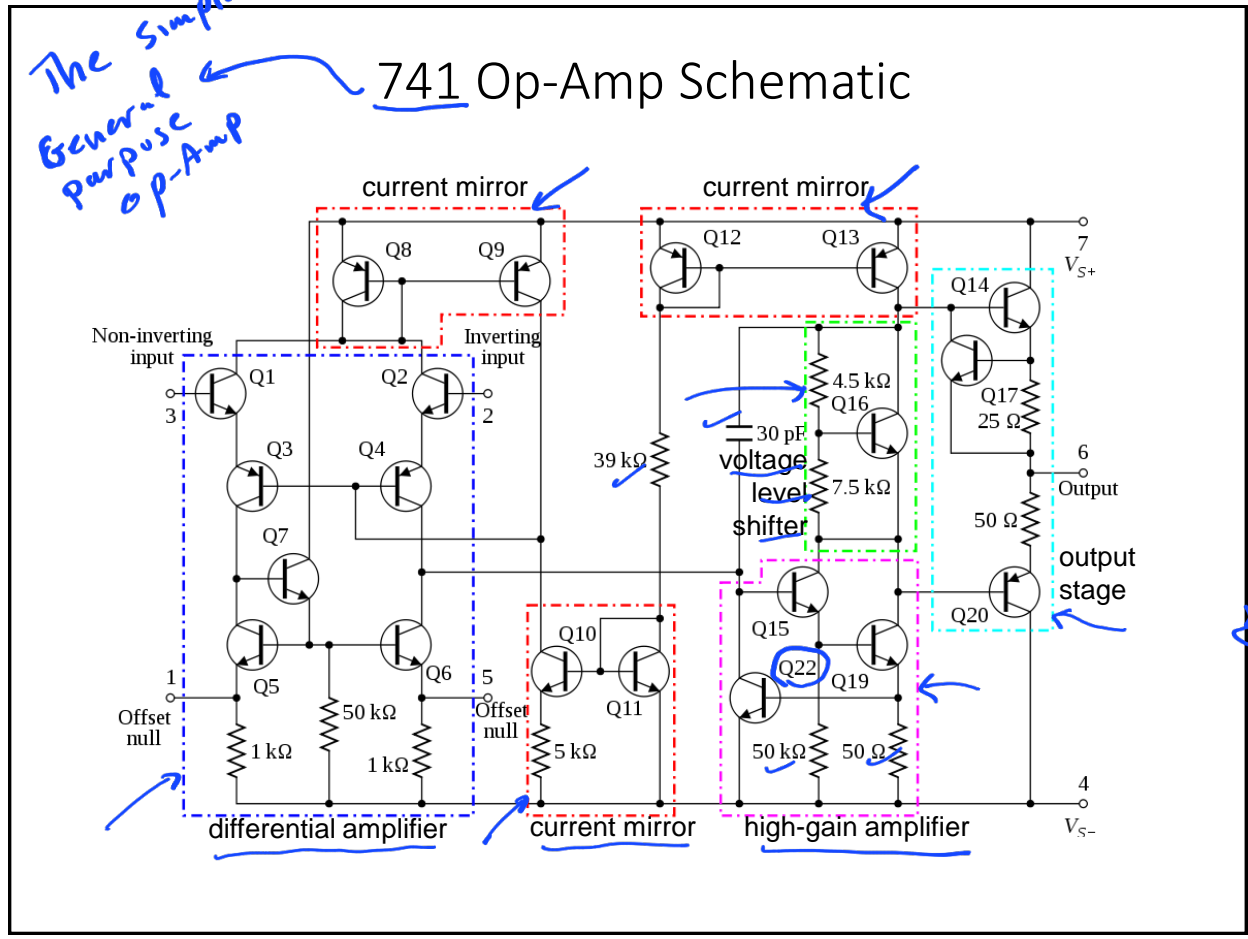 The simpl
General
purpose
Op-Amp
741 Op-Amp Schematic
current mirror
current mirror
Q8
Q9
Q12
Q13
7
V_S+
Q14
Non-inverting
input
Inverting
input
Q1
Q2
3
2
4.5 kΩ
Q16
Q17
25 Ω
30 pF
Q3
Q4
39 kΩ
voltage
level
shifter
7.5 kΩ
6
Output
50 Ω
Q7
output
stage
Q15
Q20
Q10
Q22
Q19
Q5
Q6
1
5
Q11
Offset
null
Offset
null
50 kΩ
1 kΩ
1 kΩ
5 kΩ
50 kΩ
50 Ω
4
V_S−
differential amplifier
current mirror
high-gain amplifier